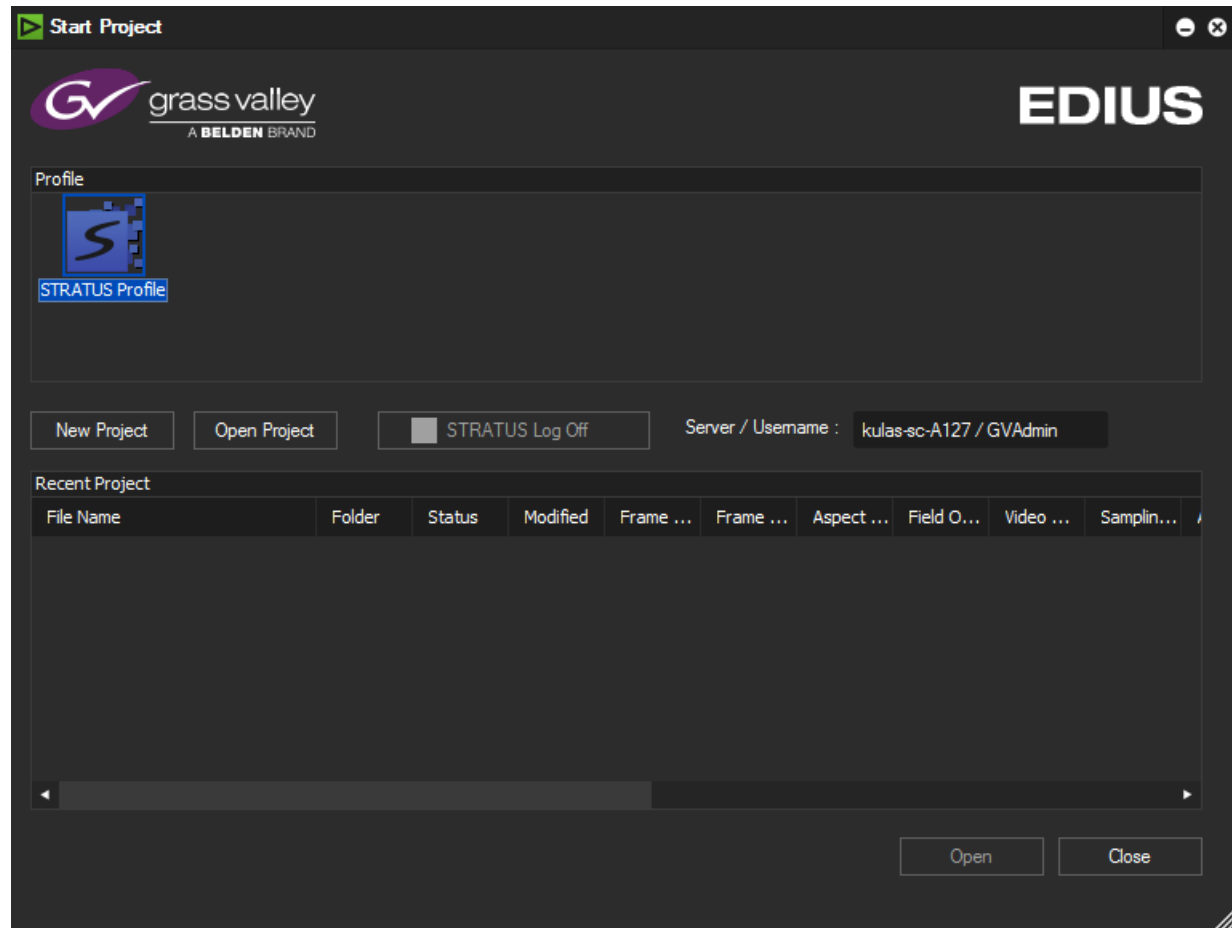 Start Project
GV grass valley
A BELDEN BRAND
EDIUS
Profile
S
STRATUS Profile
New Project Open Project STRATUS Log Off Server / Username : kulas-sc-A127 / GVAdmin
Recent Project
File Name Folder Status Modified Frame ... Frame ... Aspect ... Field O... Video ... Samplin...
Open Close